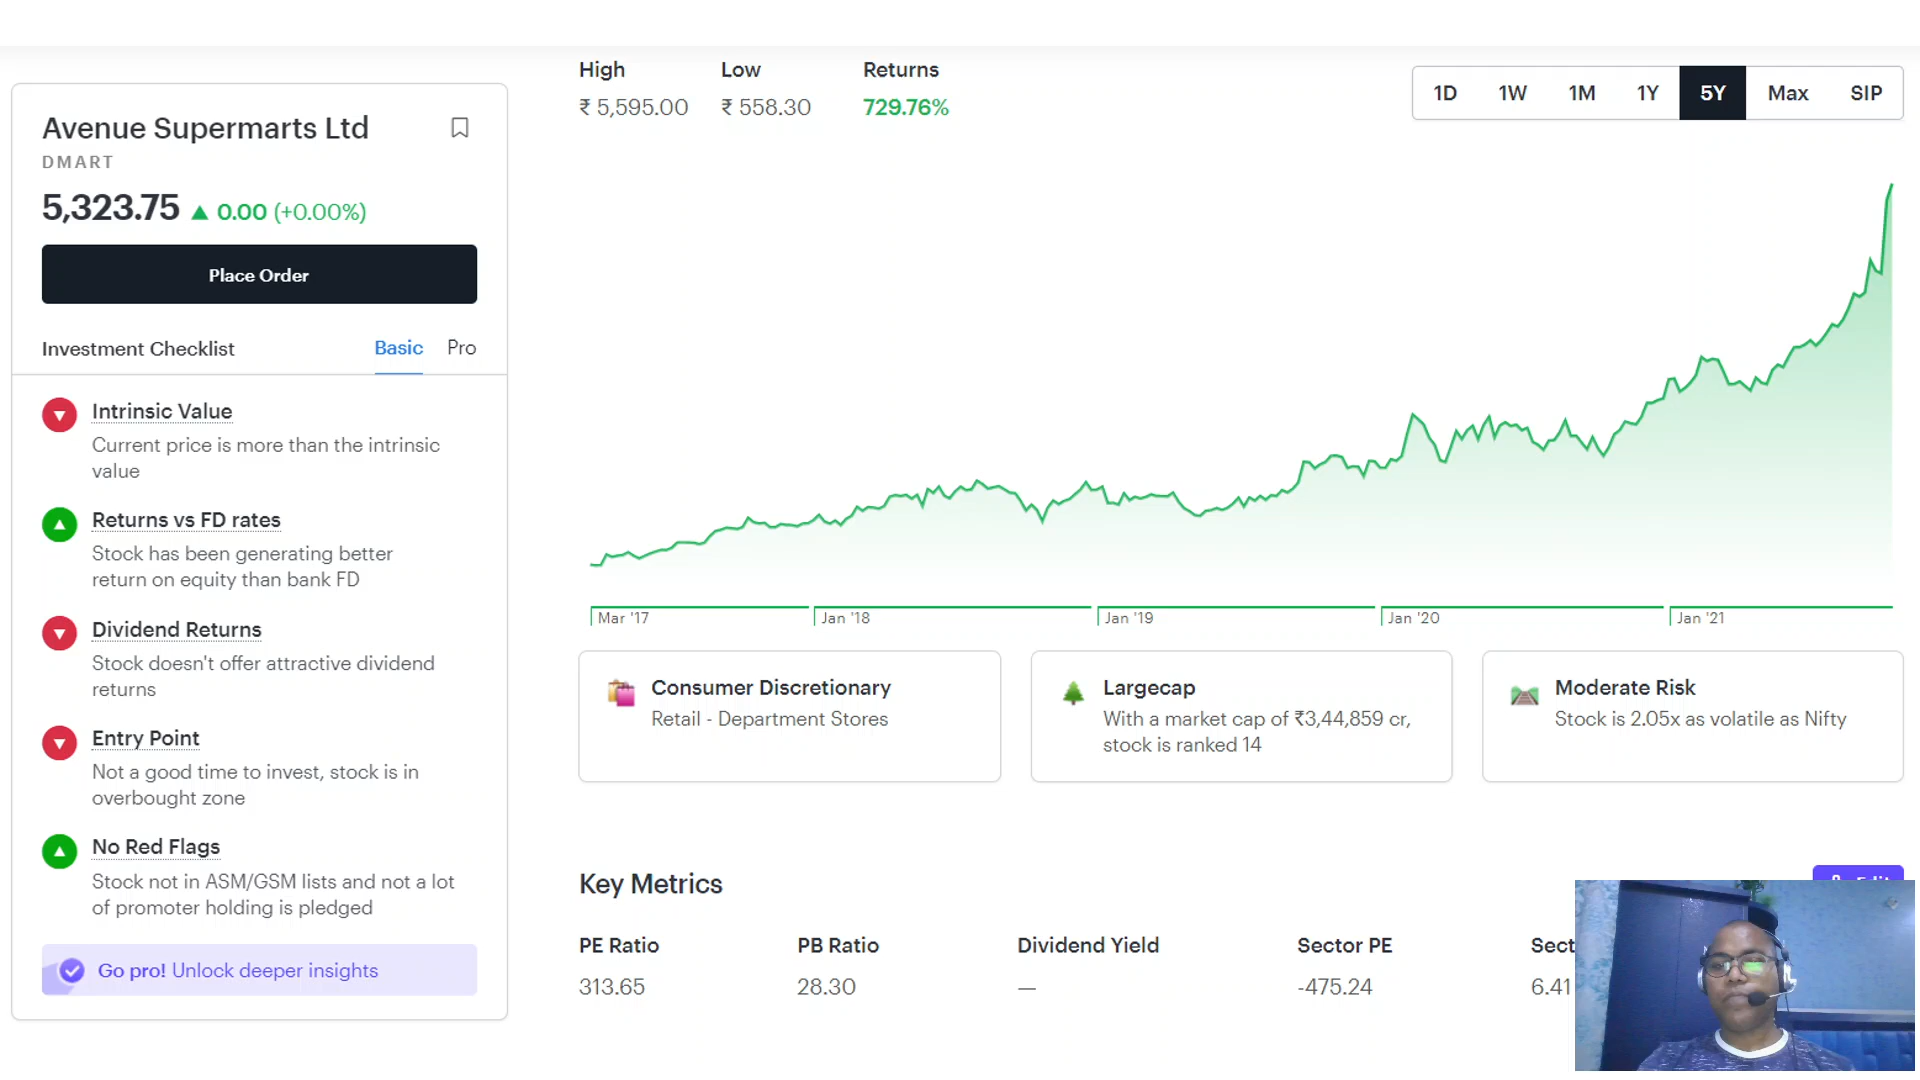 High Low Returns
₹ 5,595.00 ₹ 558.30 729.76%
1D 1W 1M 1Y 5Y Max SIP
Avenue Supermarts Ltd
DMART
5,323.75 ▲ 0.00 (+0.00%)
Place Order
Investment Checklist Basic Pro
Intrinsic Value
Current price is more than the intrinsic
value
Returns vs FD rates
Stock has been generating better
return on equity than bank FD
Dividend Returns
Stock doesn't offer attractive dividend
returns
Entry Point
Not a good time to invest, stock is in
overbought zone
No Red Flags
Stock not in ASM/GSM lists and not a lot
of promoter holding is pledged
Go pro! Unlock deeper insights
Mar '17 Jan '18 Jan '19 Jan '20 Jan '21
Consumer Discretionary
Retail - Department Stores
Largecap
With a market cap of ₹3,44,859 cr,
stock is ranked 14
Moderate Risk
Stock is 2.05x as volatile as Nifty
Key Metrics
PE Ratio PB Ratio Dividend Yield Sector PE Sect
313.65 28.30 — -475.24 6.41